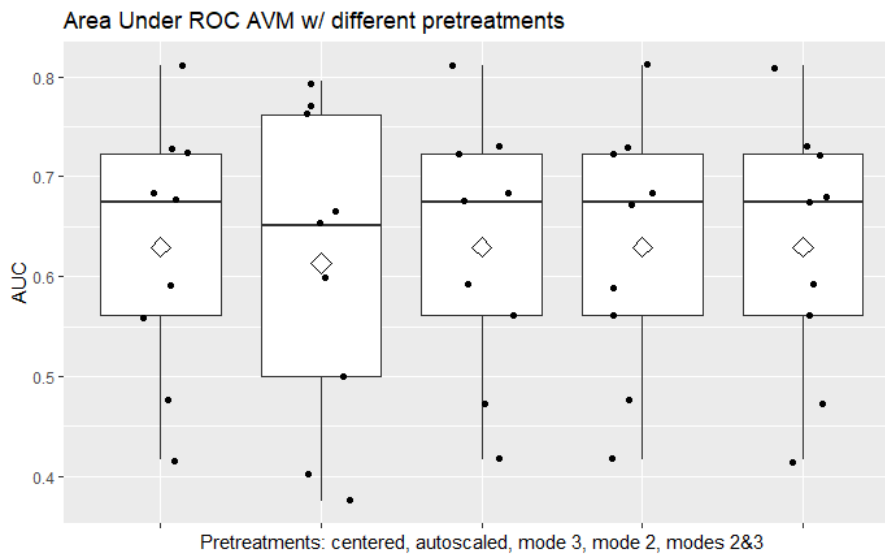 Area Under ROC AVM w/ different pretreatments
0.8
0.7
0.6
0.5
0.4
AUC
Pretreatments: centered, autoscaled, mode 3, mode 2, modes 2&3